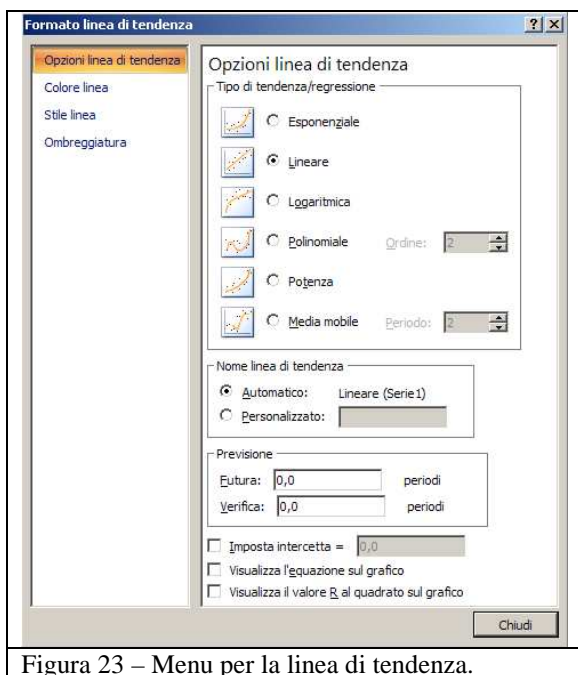 Formato linea di tendenza
Opzioni linea di tendenza
Colore linea
Stile linea
Ombreggiatura
Opzioni linea di tendenza
Tipo di tendenza/regressione
Esponenziale
Lineare
Logaritmica
Polinomiale Ordine: 2
Potenza
Media mobile Periodo: 2
Nome linea di tendenza
Automatico: Lineare (Serie1)
Personalizzato:
Previsione
Futura: 0,0 periodi
Verifica: 0,0 periodi
Imposta intercetta = 0,0
Visualizza l'equazione sul grafico
Visualizza il valore R al quadrato sul grafico
Chiudi
Figura 23 – Menu per la linea di tendenza.